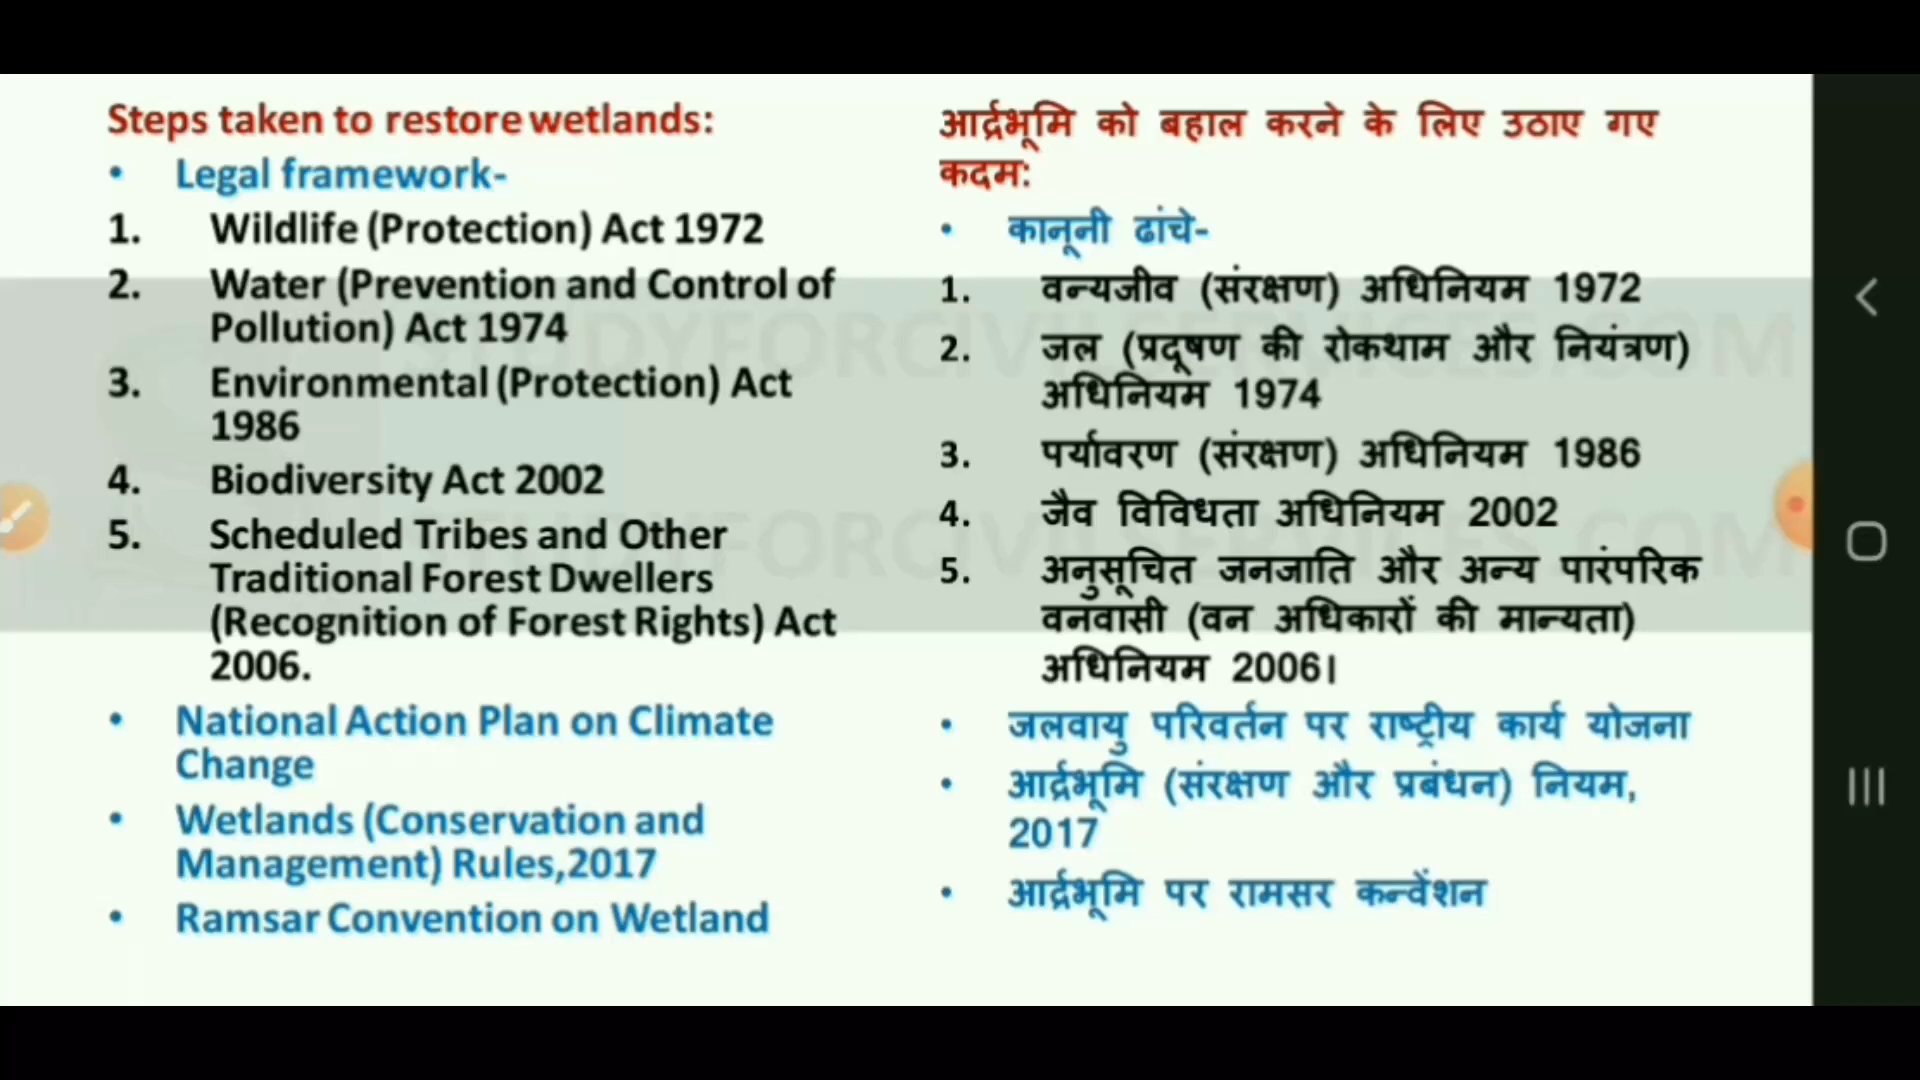 Steps taken to restore wetlands:
• Legal framework-
1. Wildlife (Protection) Act 1972
2. Water (Prevention and Control of
Pollution) Act 1974
3. Environmental (Protection) Act
1986
4. Biodiversity Act 2002
5. Scheduled Tribes and Other
Traditional Forest Dwellers
(Recognition of Forest Rights) Act
2006.
• National Action Plan on Climate
Change
• Wetlands (Conservation and
Management) Rules,2017
• Ramsar Convention on Wetland
आर्द्रभूमि को बहाल करने के लिए उठाए गए
कदम:
• कानूनी ढांचे-
1. वन्यजीव (संरक्षण) अधिनियम 1972
2. जल (प्रदूषण की रोकथाम और नियंत्रण)
अधिनियम 1974
3. पर्यावरण (संरक्षण) अधिनियम 1986
4. जैव विविधता अधिनियम 2002
5. अनुसूचित जनजाति और अन्य पारंपरिक
वनवासी (वन अधिकारों की मान्यता)
अधिनियम 2006।
• जलवायु परिवर्तन पर राष्ट्रीय कार्य योजना
• आर्द्रभूमि (संरक्षण और प्रबंधन) नियम,
2017
• आर्द्रभूमि पर रामसर कन्वेंशन
STUDYFORCIVILSERVICES.COM
STUDYFORCIVILSERVICES.COM